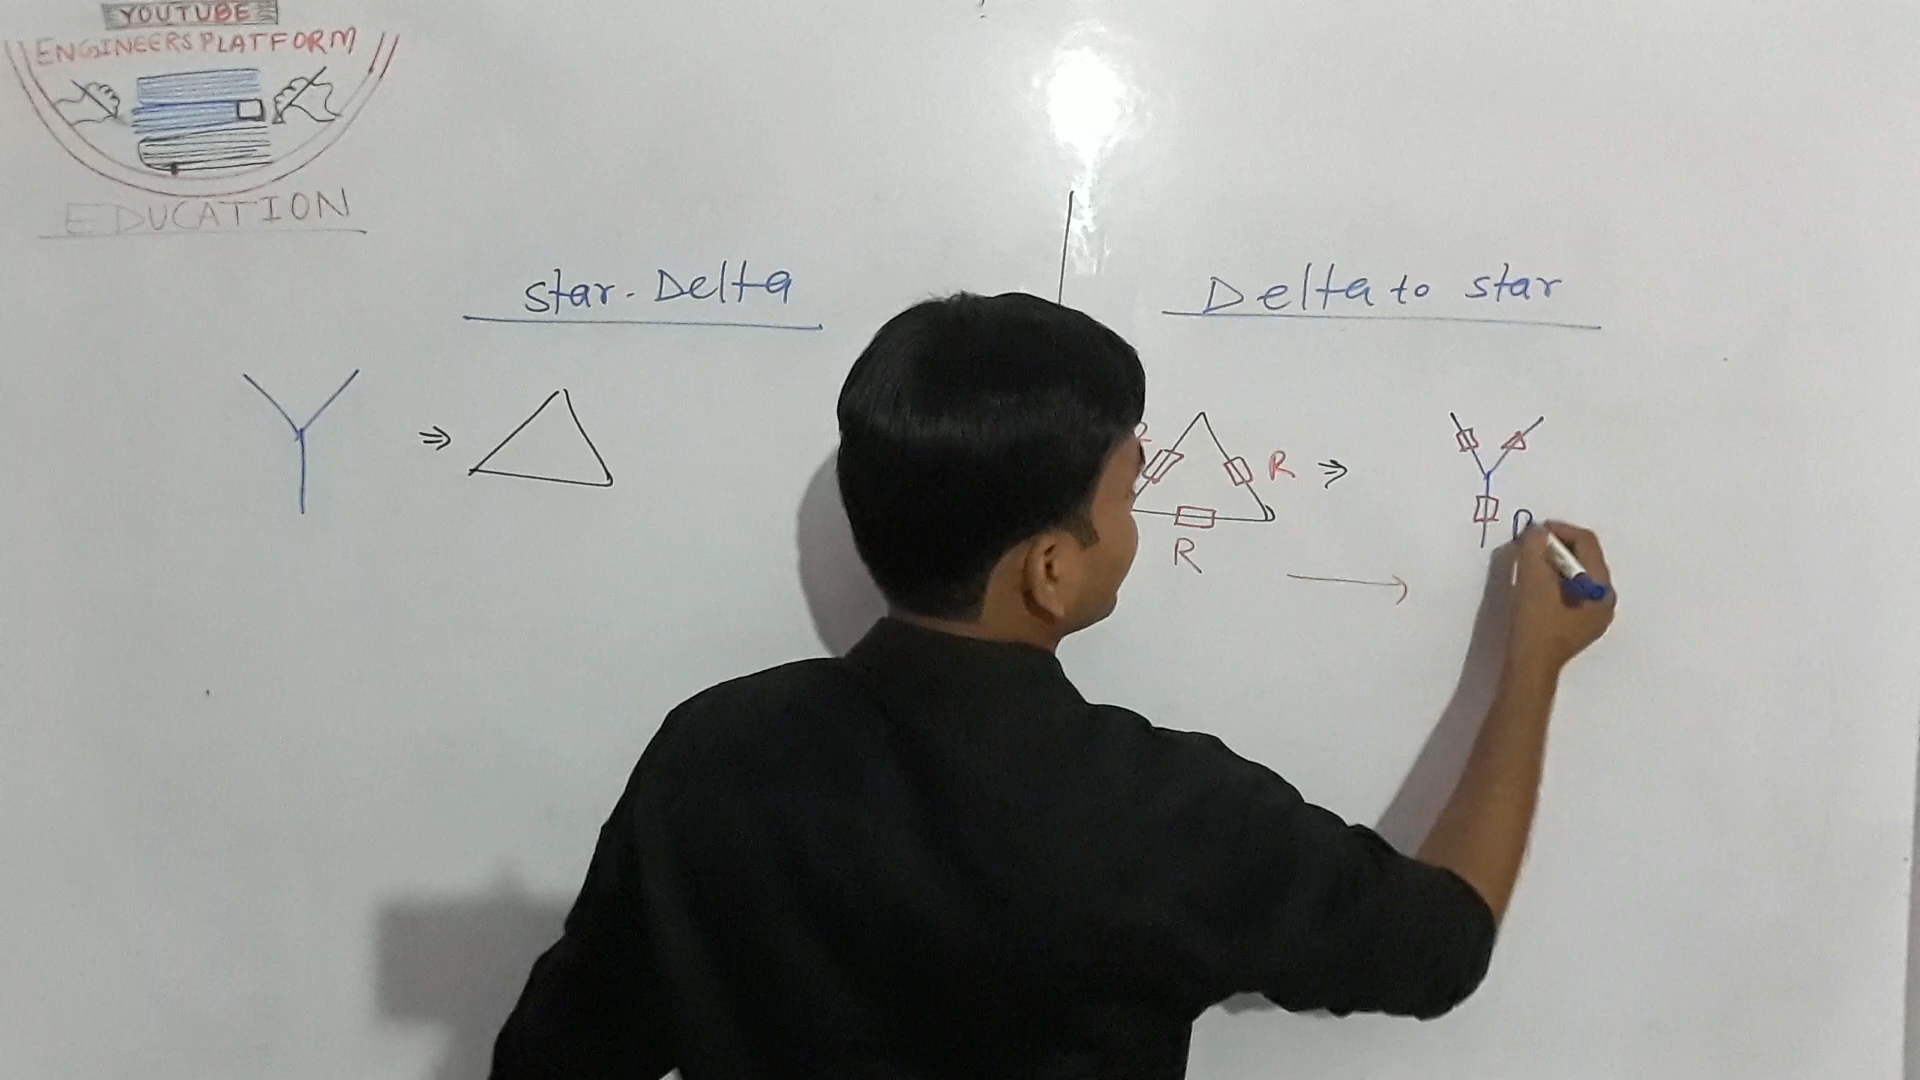 YOUTUBE
ENGINEERS PLATFORM
EDUCATION
Star - Delta
Delta to star
R
R